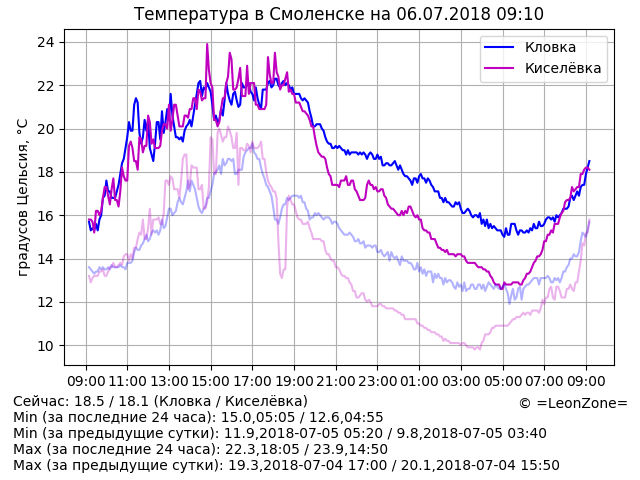 Температура в Смоленске на 06.07.2018 09:10
Кловка
Киселёвка
градусов Цельсия, °C
24
22
20
18
16
14
12
10
09:00 11:00 13:00 15:00 17:00 19:00 21:00 23:00 01:00 03:00 05:00 07:00 09:00
Сейчас: 18.5 / 18.1 (Кловка / Киселёвка)
© =LeonZone=
Min (за последние 24 часа): 15.0,05:05 / 12.6,04:55
Min (за предыдущие сутки): 11.9,2018-07-05 05:20 / 9.8,2018-07-05 03:40
Max (за последние 24 часа): 22.3,18:05 / 23.9,14:50
Max (за предыдущие сутки): 19.3,2018-07-04 17:00 / 20.1,2018-07-04 15:50